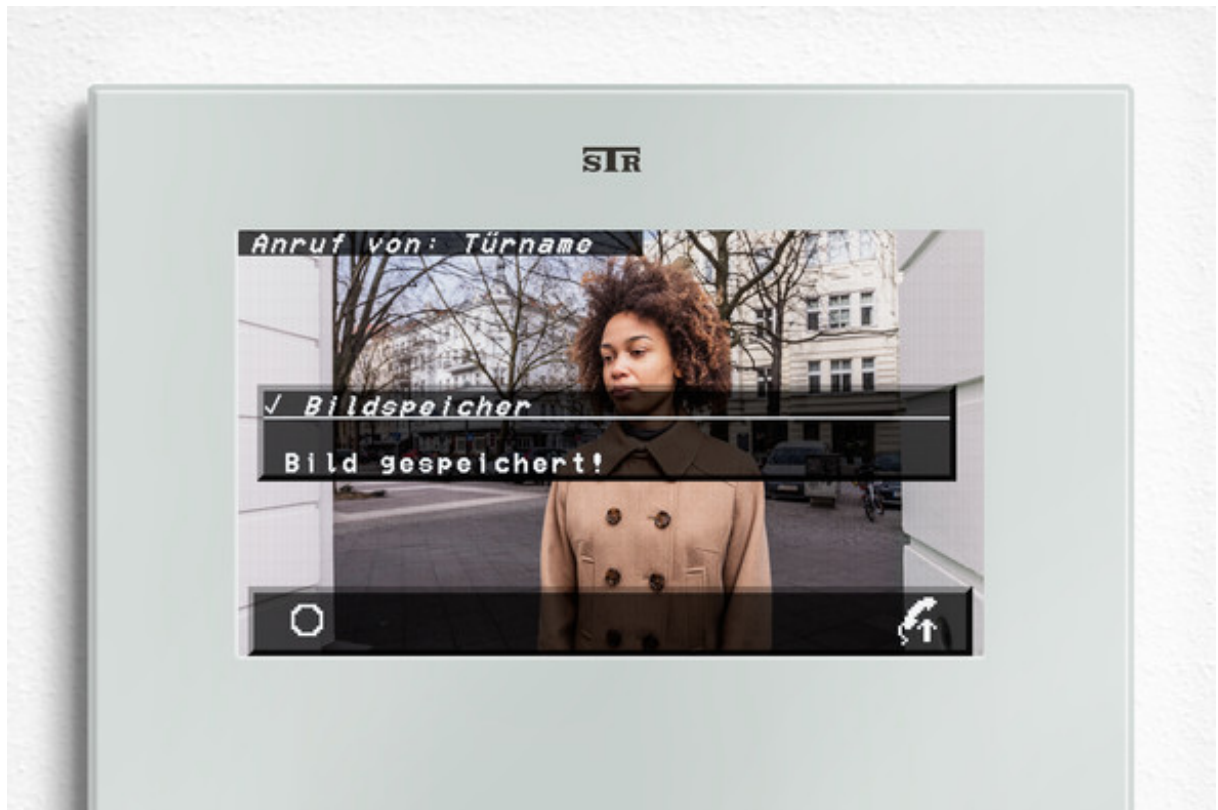 STR
Anruf von: Türname
✓ Bildspeicher
Bild gespeichert!